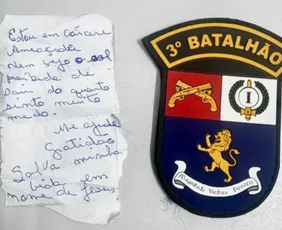 Estou em cárcere
Ameaçada
Nem vejo o sol
proibida de
sair do quarto
sinto muito
medo.
Me ajude
Gratidão
Salva minha
vida em
nome de Jesus
3º BATALHÃO
I